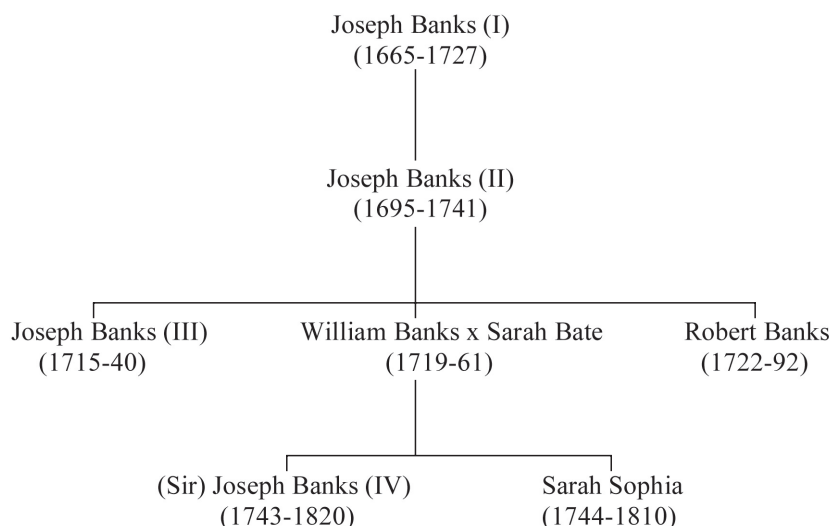 Joseph Banks (I)
(1665-1727)
Joseph Banks (II)
(1695-1741)
Joseph Banks (III)
(1715-40)
William Banks x Sarah Bate
(1719-61)
Robert Banks
(1722-92)
(Sir) Joseph Banks (IV)
(1743-1820)
Sarah Sophia
(1744-1810)